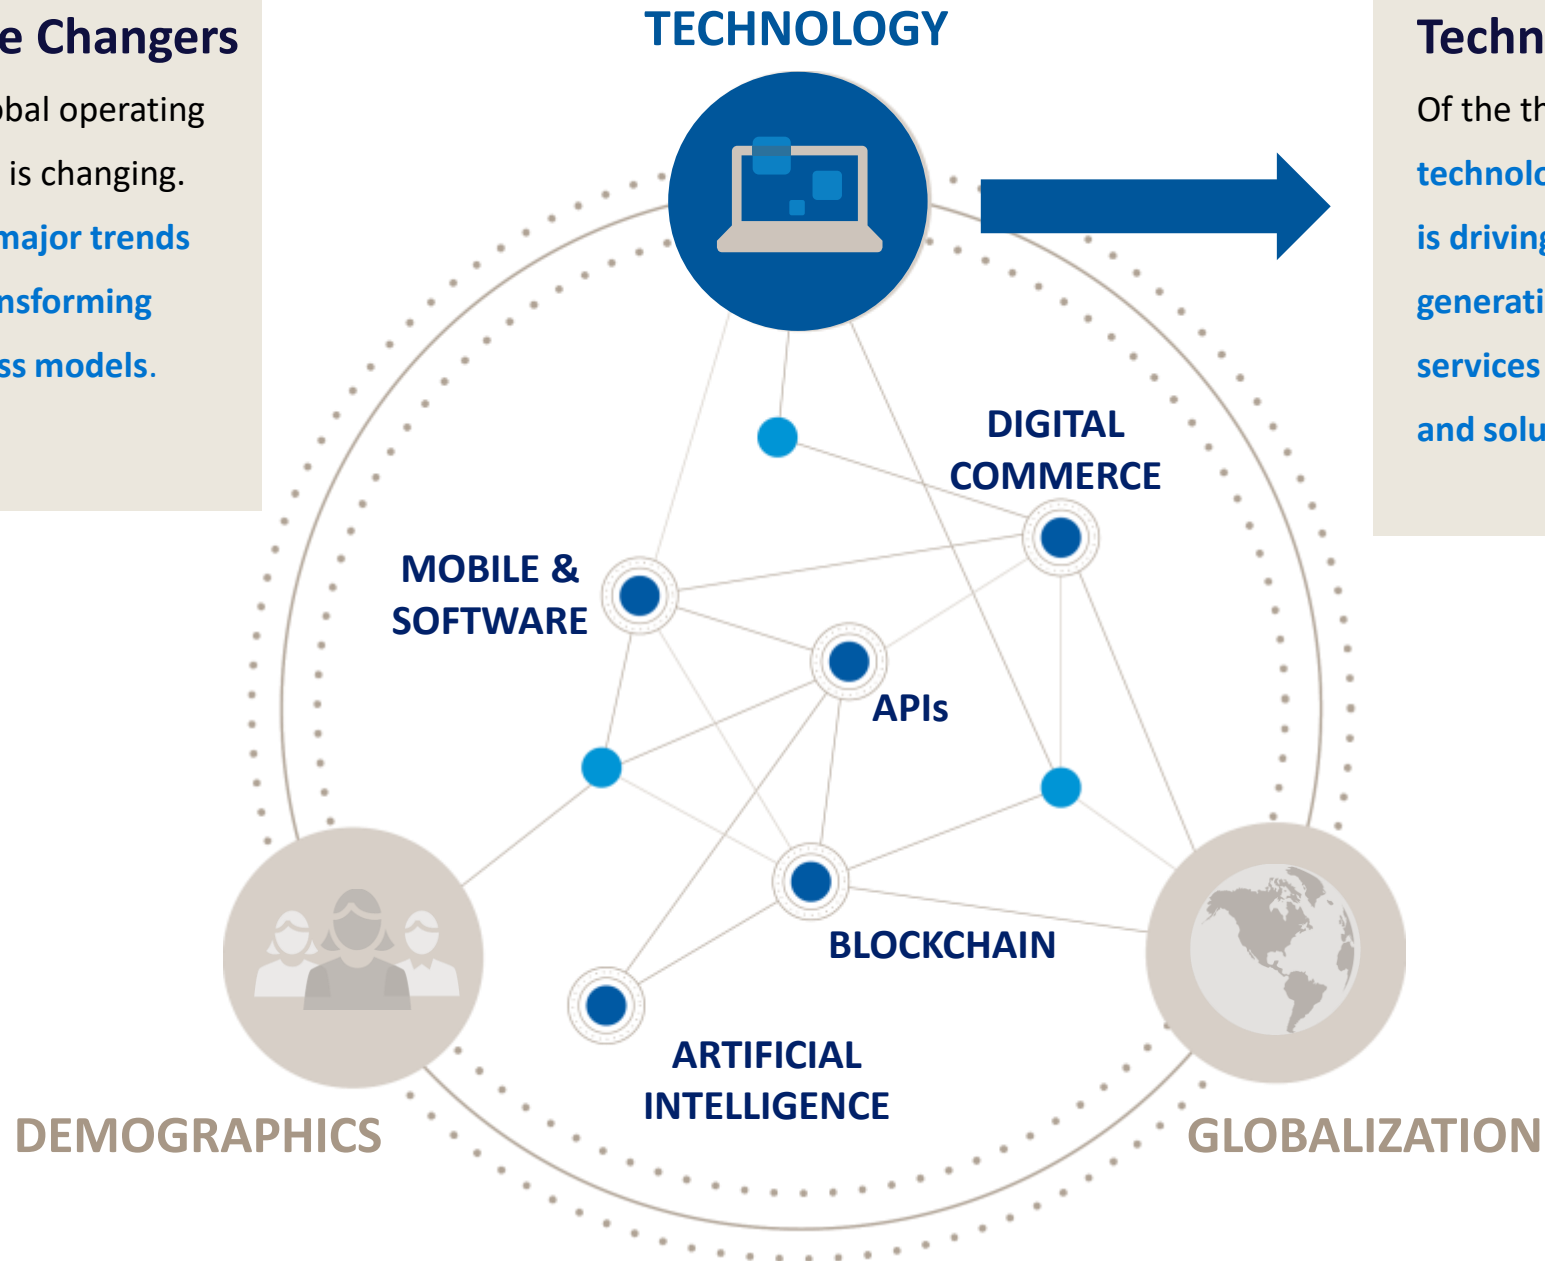 e Changers
obal operating
is changing.
major trends
nsforming
ss models.
TECHNOLOGY
Techn
Of the th
technolo
is driving
generati
services
and solu
DIGITAL
COMMERCE
MOBILE &
SOFTWARE
APIs
BLOCKCHAIN
ARTIFICIAL
INTELLIGENCE
DEMOGRAPHICS
GLOBALIZATION